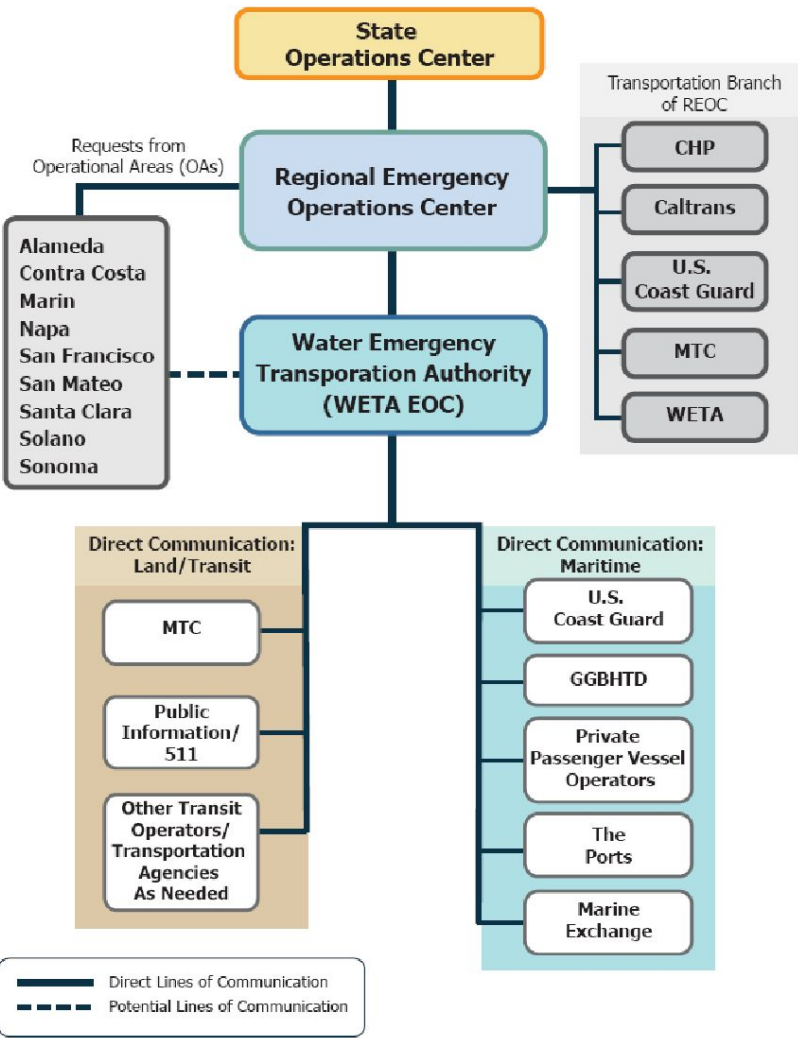 State
Operations Center
Transportation Branch
of REOC
CHP
Caltrans
U.S.
Coast Guard
MTC
WETA
Requests from
Operational Areas (OAs)
Regional Emergency
Operations Center
Alameda
Contra Costa
Marin
Napa
San Francisco
San Mateo
Santa Clara
Solano
Sonoma
Water Emergency
Transporation Authority
(WETA EOC)
Direct Communication:
Land/Transit
MTC
Public
Information/
511
Other Transit
Operators/
Transportation
Agencies
As Needed
Direct Communication:
Maritime
U.S.
Coast Guard
GGBHTD
Private
Passenger Vessel
Operators
The
Ports
Marine
Exchange
Direct Lines of Communication
Potential Lines of Communication